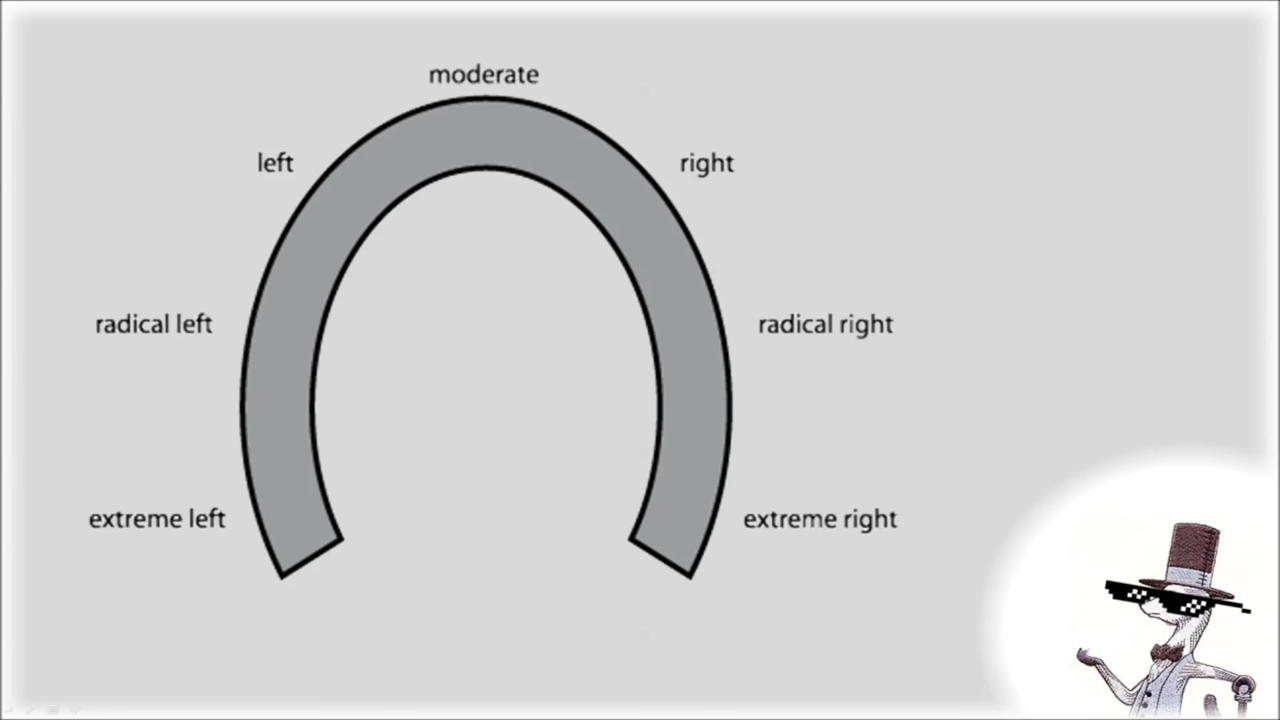 moderate
left
right
radical left
radical right
extreme left
extreme right